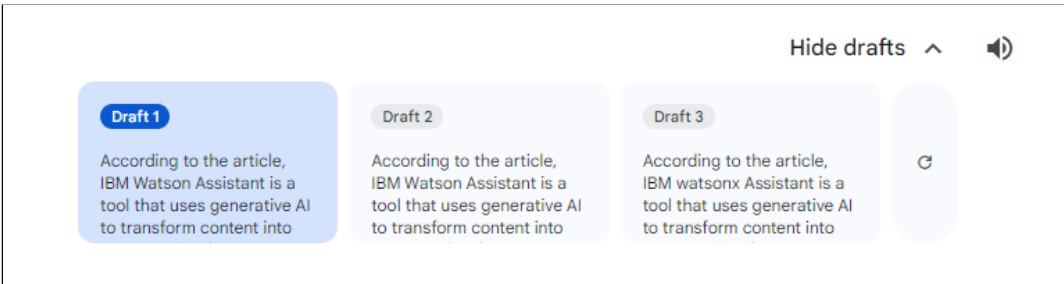 Hide drafts
Draft 1
According to the article,
IBM Watson Assistant is a
tool that uses generative AI
to transform content into
Draft 2
According to the article,
IBM Watson Assistant is a
tool that uses generative AI
to transform content into
Draft 3
According to the article,
IBM watsonx Assistant is a
tool that uses generative AI
to transform content into